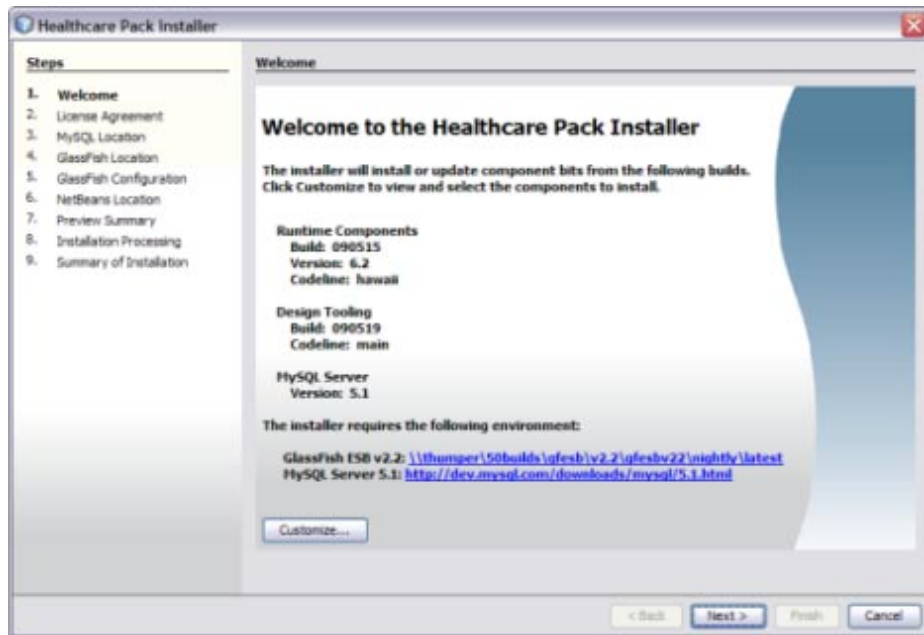 Healthcare Pack Installer
Steps
1. Welcome
2. License Agreement
3. MySQL Location
4. GlassFish Location
5. GlassFish Configuration
6. NetBeans Location
7. Preview Summary
8. Installation Processing
9. Summary of Installation
Welcome
Welcome to the Healthcare Pack Installer
The installer will install or update component bits from the following builds.
Click Customize to view and select the components to install.
Runtime Components
Build: 090515
Version: 6.2
Codeline: hawaii
Design Tooling
Build: 090519
Codeline: main
MySQL Server
Version: 5.1
The installer requires the following environment:
GlassFish ESB v2.2: \\thumper\50builds\gfesb\v2.2\gfesbv22\nightly\latest
MySQL Server 5.1: http://dev.mysql.com/downloads/mysql/5.1.html
Customize...
< Back
Next >
Finish
Cancel